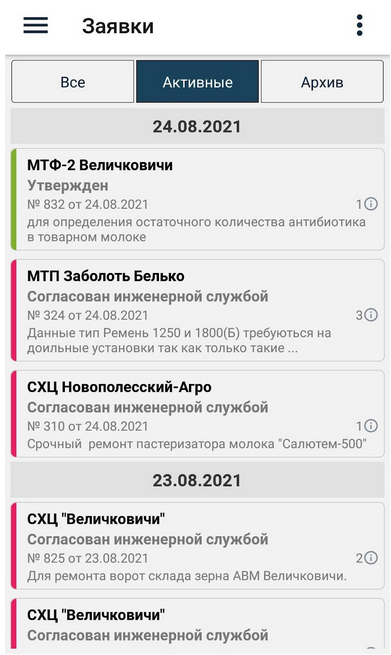 Заявки
Все
Активные
Архив
24.08.2021
МТФ-2 Величковичи
Утвержден
№ 832 от 24.08.2021
1
для определения остаточного количества антибиотика
в товарном молоке
МТП Заболоть Белько
Согласован инженерной службой
№ 324 от 24.08.2021
3
Данные тип Ремень 1250 и 1800(Б) требуються на
доильные установки так как только такие ...
СХЦ Новополесский-Агро
Согласован инженерной службой
№ 310 от 24.08.2021
1
Срочный ремонт пастеризатора молока "Салютем-500"
23.08.2021
СХЦ "Величковичи"
Согласован инженерной службой
№ 825 от 23.08.2021
2
Для ремонта ворот склада зерна АВМ Величковичи.
СХЦ "Величковичи"
Согласован инженерной службой